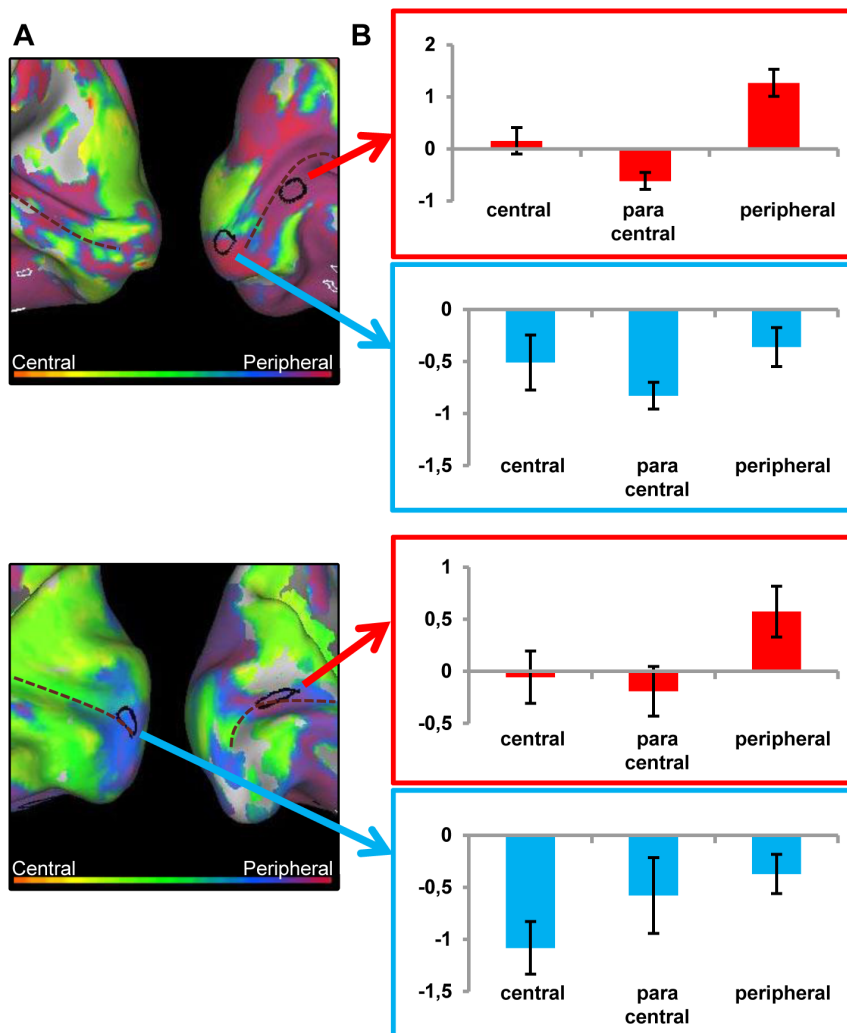 A
B
2
1
0
-1
central
para
central
peripheral
Central
Peripheral
0
-0,5
-1
-1,5
central
para
central
peripheral
1
0,5
0
-0,5
central
para
central
peripheral
Central
Peripheral
0
-0,5
-1
-1,5
central
para
central
peripheral